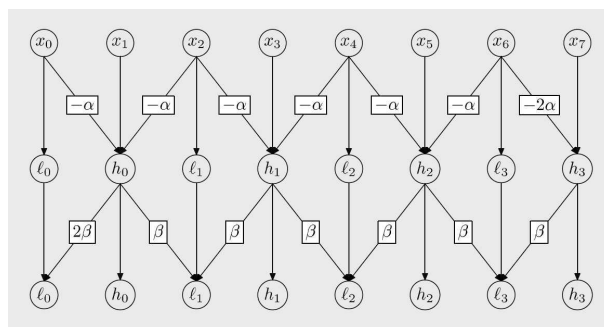 x₀ x₁ x₂ x₃ x₄ x₅ x₆ x₇
−α −α −α −α −α −α −2α
ℓ₀ h₀ ℓ₁ h₁ ℓ₂ h₂ ℓ₃ h₃
2β β β β β β β
ℓ₀ h₀ ℓ₁ h₁ ℓ₂ h₂ ℓ₃ h₃